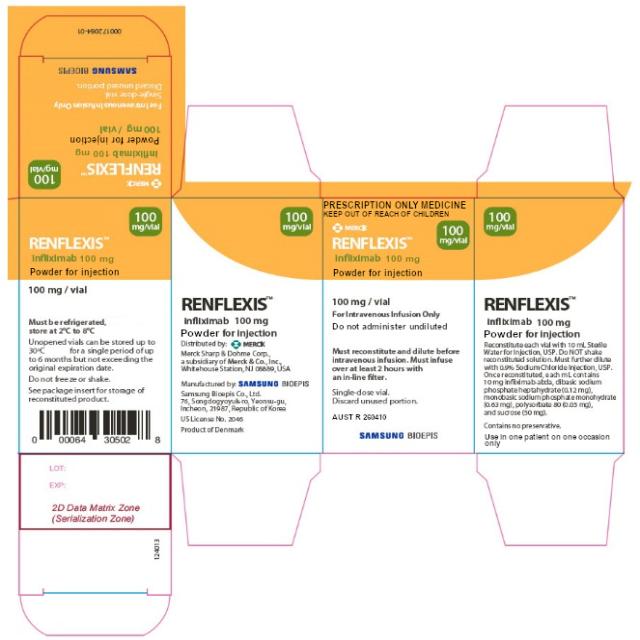 000172064-01
SAMSUNG BIOEPIS
Discard unused portion.
Single-dose vial
For Intravenous Infusion Only
100 mg / vial
Powder for injection
infliximab 100 mg
RENFLEXIS™
MERCK
100
mg/vial
100
mg/vial
RENFLEXIS™
infliximab 100 mg
Powder for injection
100 mg / vial
Must be refrigerated,
store at 2°C to 8°C
Unopened vials can be stored up to
30°C for a single period of up
to 6 months but not exceeding the
original expiration date.
Do not freeze or shake.
See package insert for storage of
reconstituted product.
0 00064 30502 8
LOT:
EXP:
2D Data Matrix Zone
(Serialization Zone)
124013
100
mg/vial
RENFLEXIS™
infliximab 100 mg
Powder for injection
Distributed by: MERCK
Merck Sharp & Dohme Corp.,
a subsidiary of Merck & Co., Inc.,
Whitehouse Station, NJ 08889, USA
Manufactured by: SAMSUNG BIOEPIS
Samsung Bioepis Co., Ltd.
76, Songdogyoyuk-ro, Yeonsu-gu,
Incheon, 21987, Republic of Korea
US License No. 2046
Product of Denmark
PRESCRIPTION ONLY MEDICINE
KEEP OUT OF REACH OF CHILDREN
MERCK
100
mg/vial
RENFLEXIS™
infliximab 100 mg
Powder for injection
100 mg / vial
For Intravenous Infusion Only
Do not administer undiluted
Must reconstitute and dilute before
intravenous infusion. Must infuse
over at least 2 hours with
an in-line filter.
Single-dose vial.
Discard unused portion.
AUST R 260410
SAMSUNG BIOEPIS
100
mg/vial
RENFLEXIS™
infliximab 100 mg
Powder for injection
Reconstitute each vial with 10 mL Sterile
Water for Injection, USP. Do NOT shake
reconstituted solution. Must further dilute
with 0.9% Sodium Chloride Injection, USP.
Once reconstituted, each mL contains
10 mg infliximab-abda, dibasic sodium
phosphate heptahydrate (0.12 mg),
monobasic sodium phosphate monohydrate
(0.63 mg), polysorbate 80 (0.05 mg),
and sucrose (50 mg).
Contains no preservative.
Use in one patient on one occasion
only